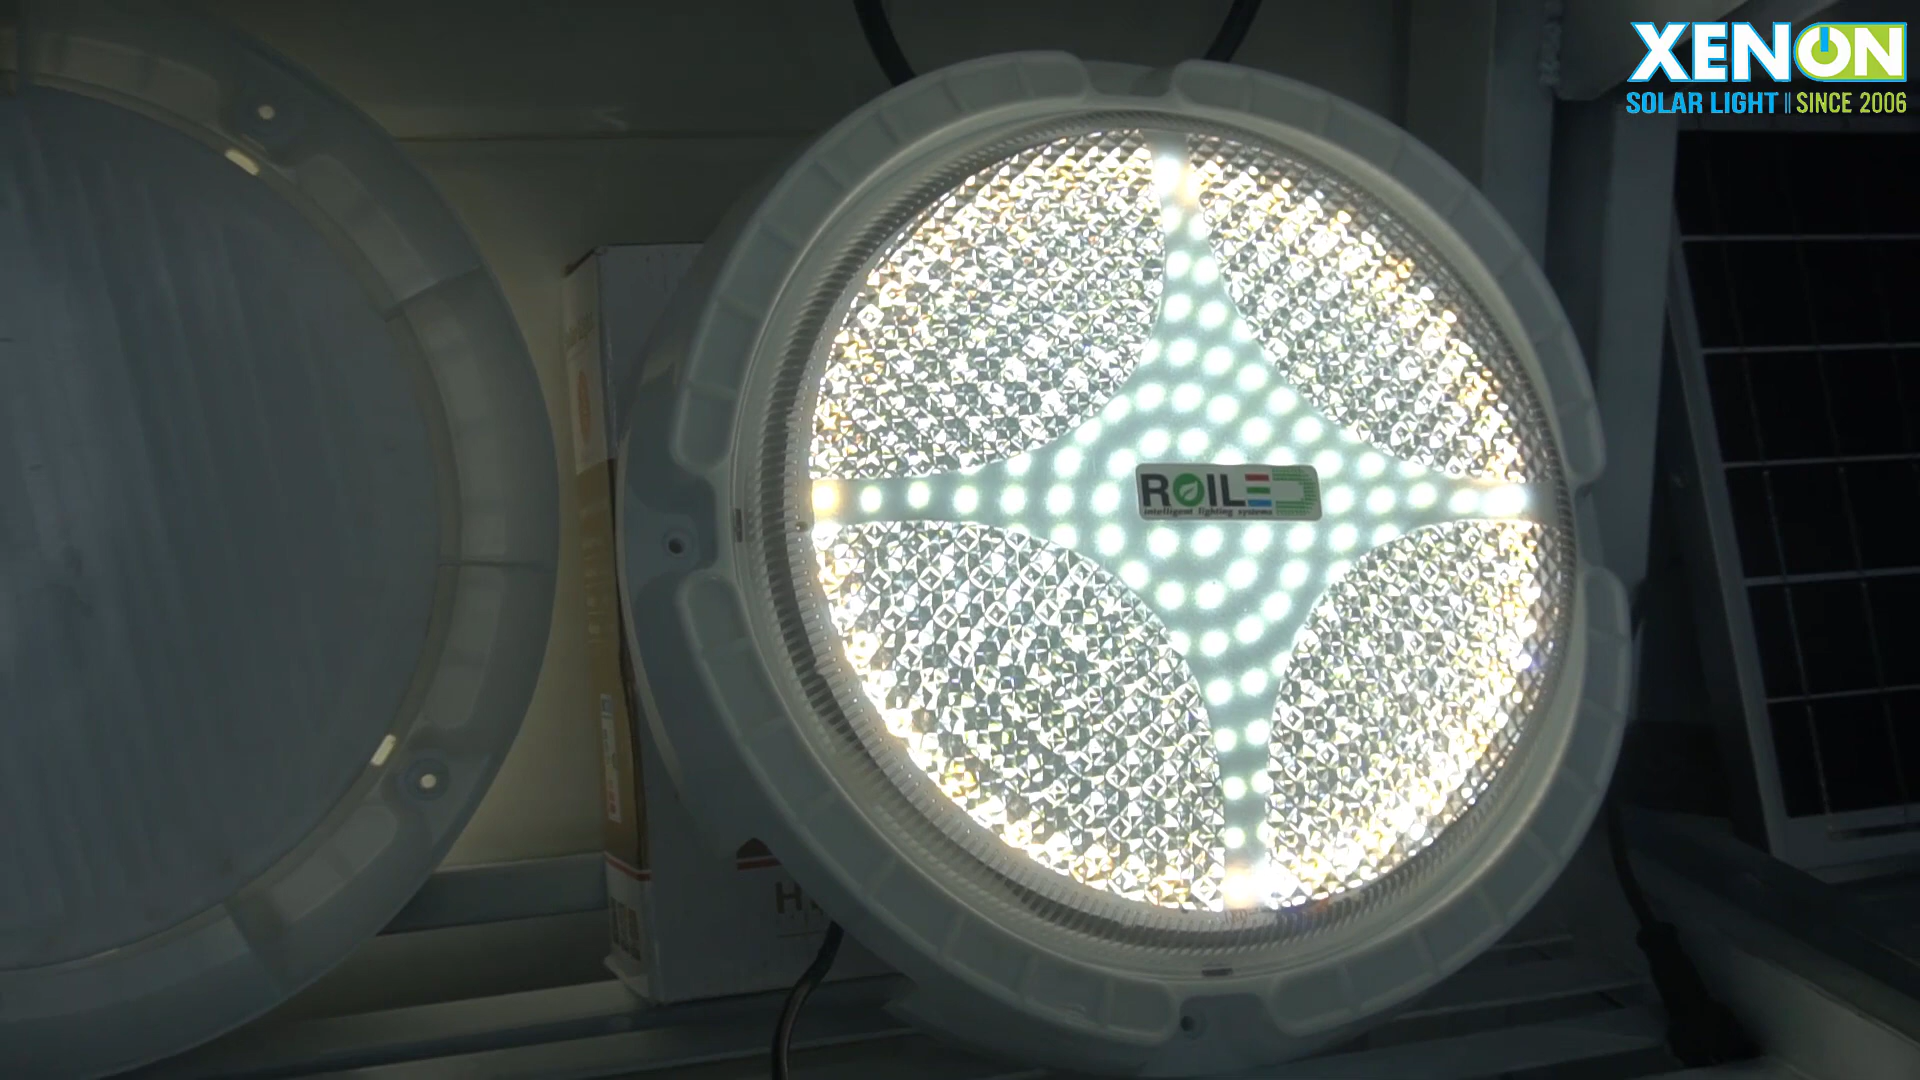 XENON
SOLAR LIGHT || SINCE 2006
ROILED
intelligent lighting systems